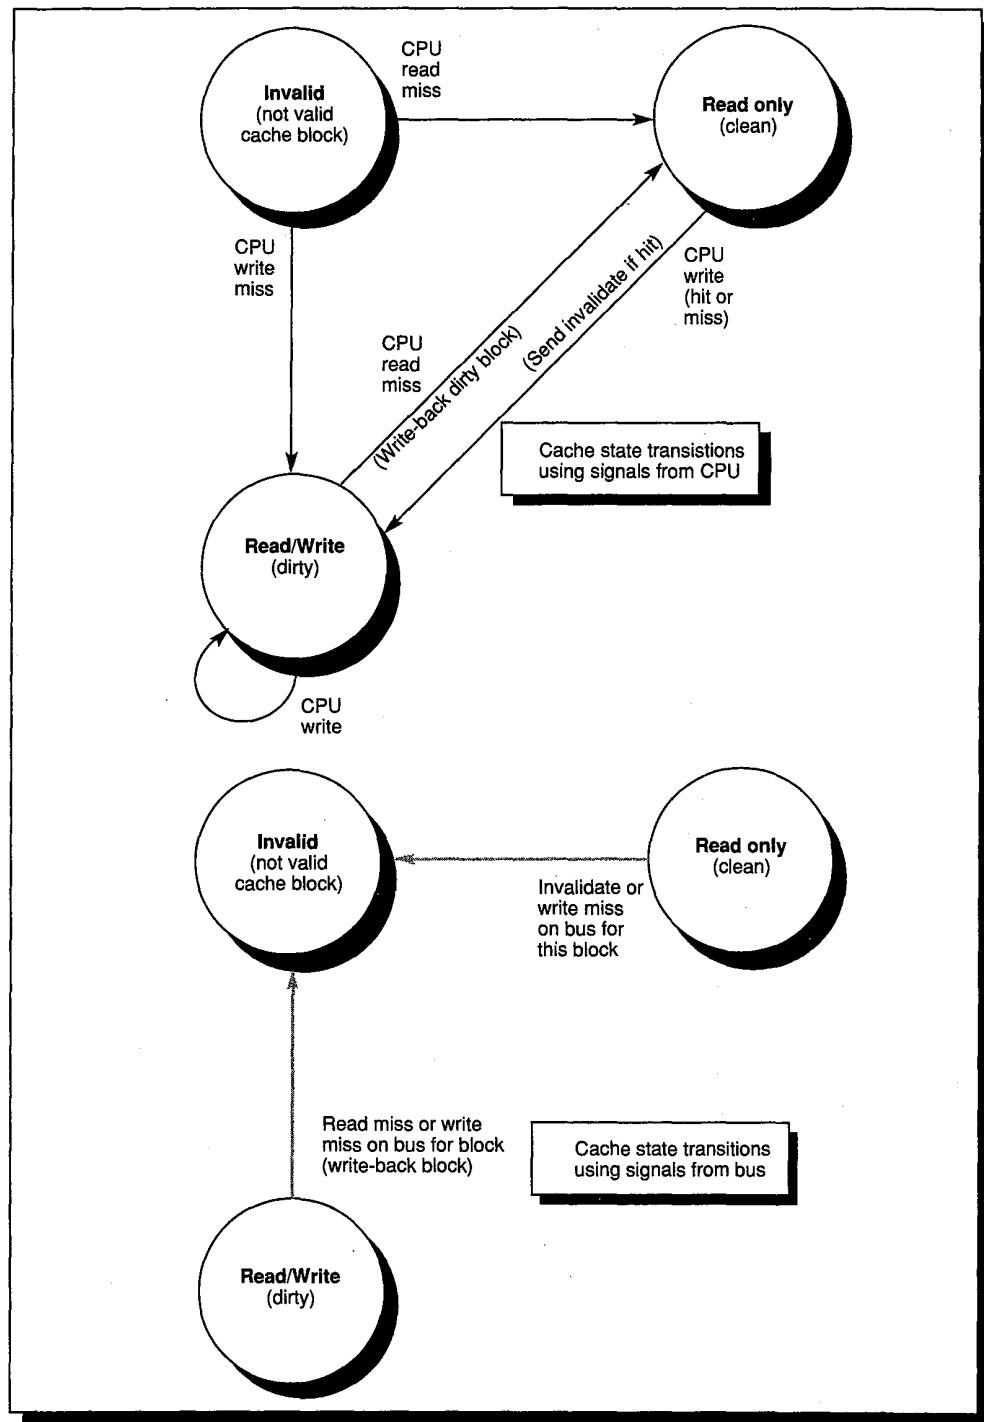 Invalid
(not valid
cache block)
CPU
read
miss
Read only
(clean)
CPU
write
miss
CPU
read
miss
(Write-back dirty block)
(Send invalidate if hit)
CPU
write
(hit or
miss)
Cache state transistions
using signals from CPU
Read/Write
(dirty)
CPU
write
Invalid
(not valid
cache block)
Read only
(clean)
Invalidate or
write miss
on bus for
this block
Read miss or write
miss on bus for block
(write-back block)
Cache state transitions
using signals from bus
Read/Write
(dirty)